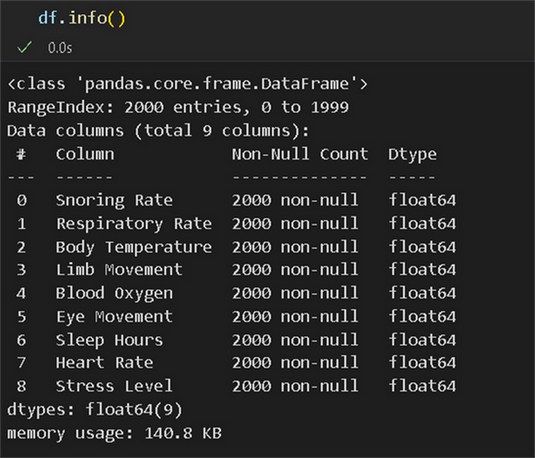 df.info()
✓ 0.0s
<class 'pandas.core.frame.DataFrame'>
RangeIndex: 2000 entries, 0 to 1999
Data columns (total 9 columns):
 #   Column            Non-Null Count  Dtype
---  ------            --------------  -----
 0   Snoring Rate      2000 non-null   float64
 1   Respiratory Rate  2000 non-null   float64
 2   Body Temperature  2000 non-null   float64
 3   Limb Movement     2000 non-null   float64
 4   Blood Oxygen      2000 non-null   float64
 5   Eye Movement      2000 non-null   float64
 6   Sleep Hours       2000 non-null   float64
 7   Heart Rate        2000 non-null   float64
 8   Stress Level      2000 non-null   float64
dtypes: float64(9)
memory usage: 140.8 KB